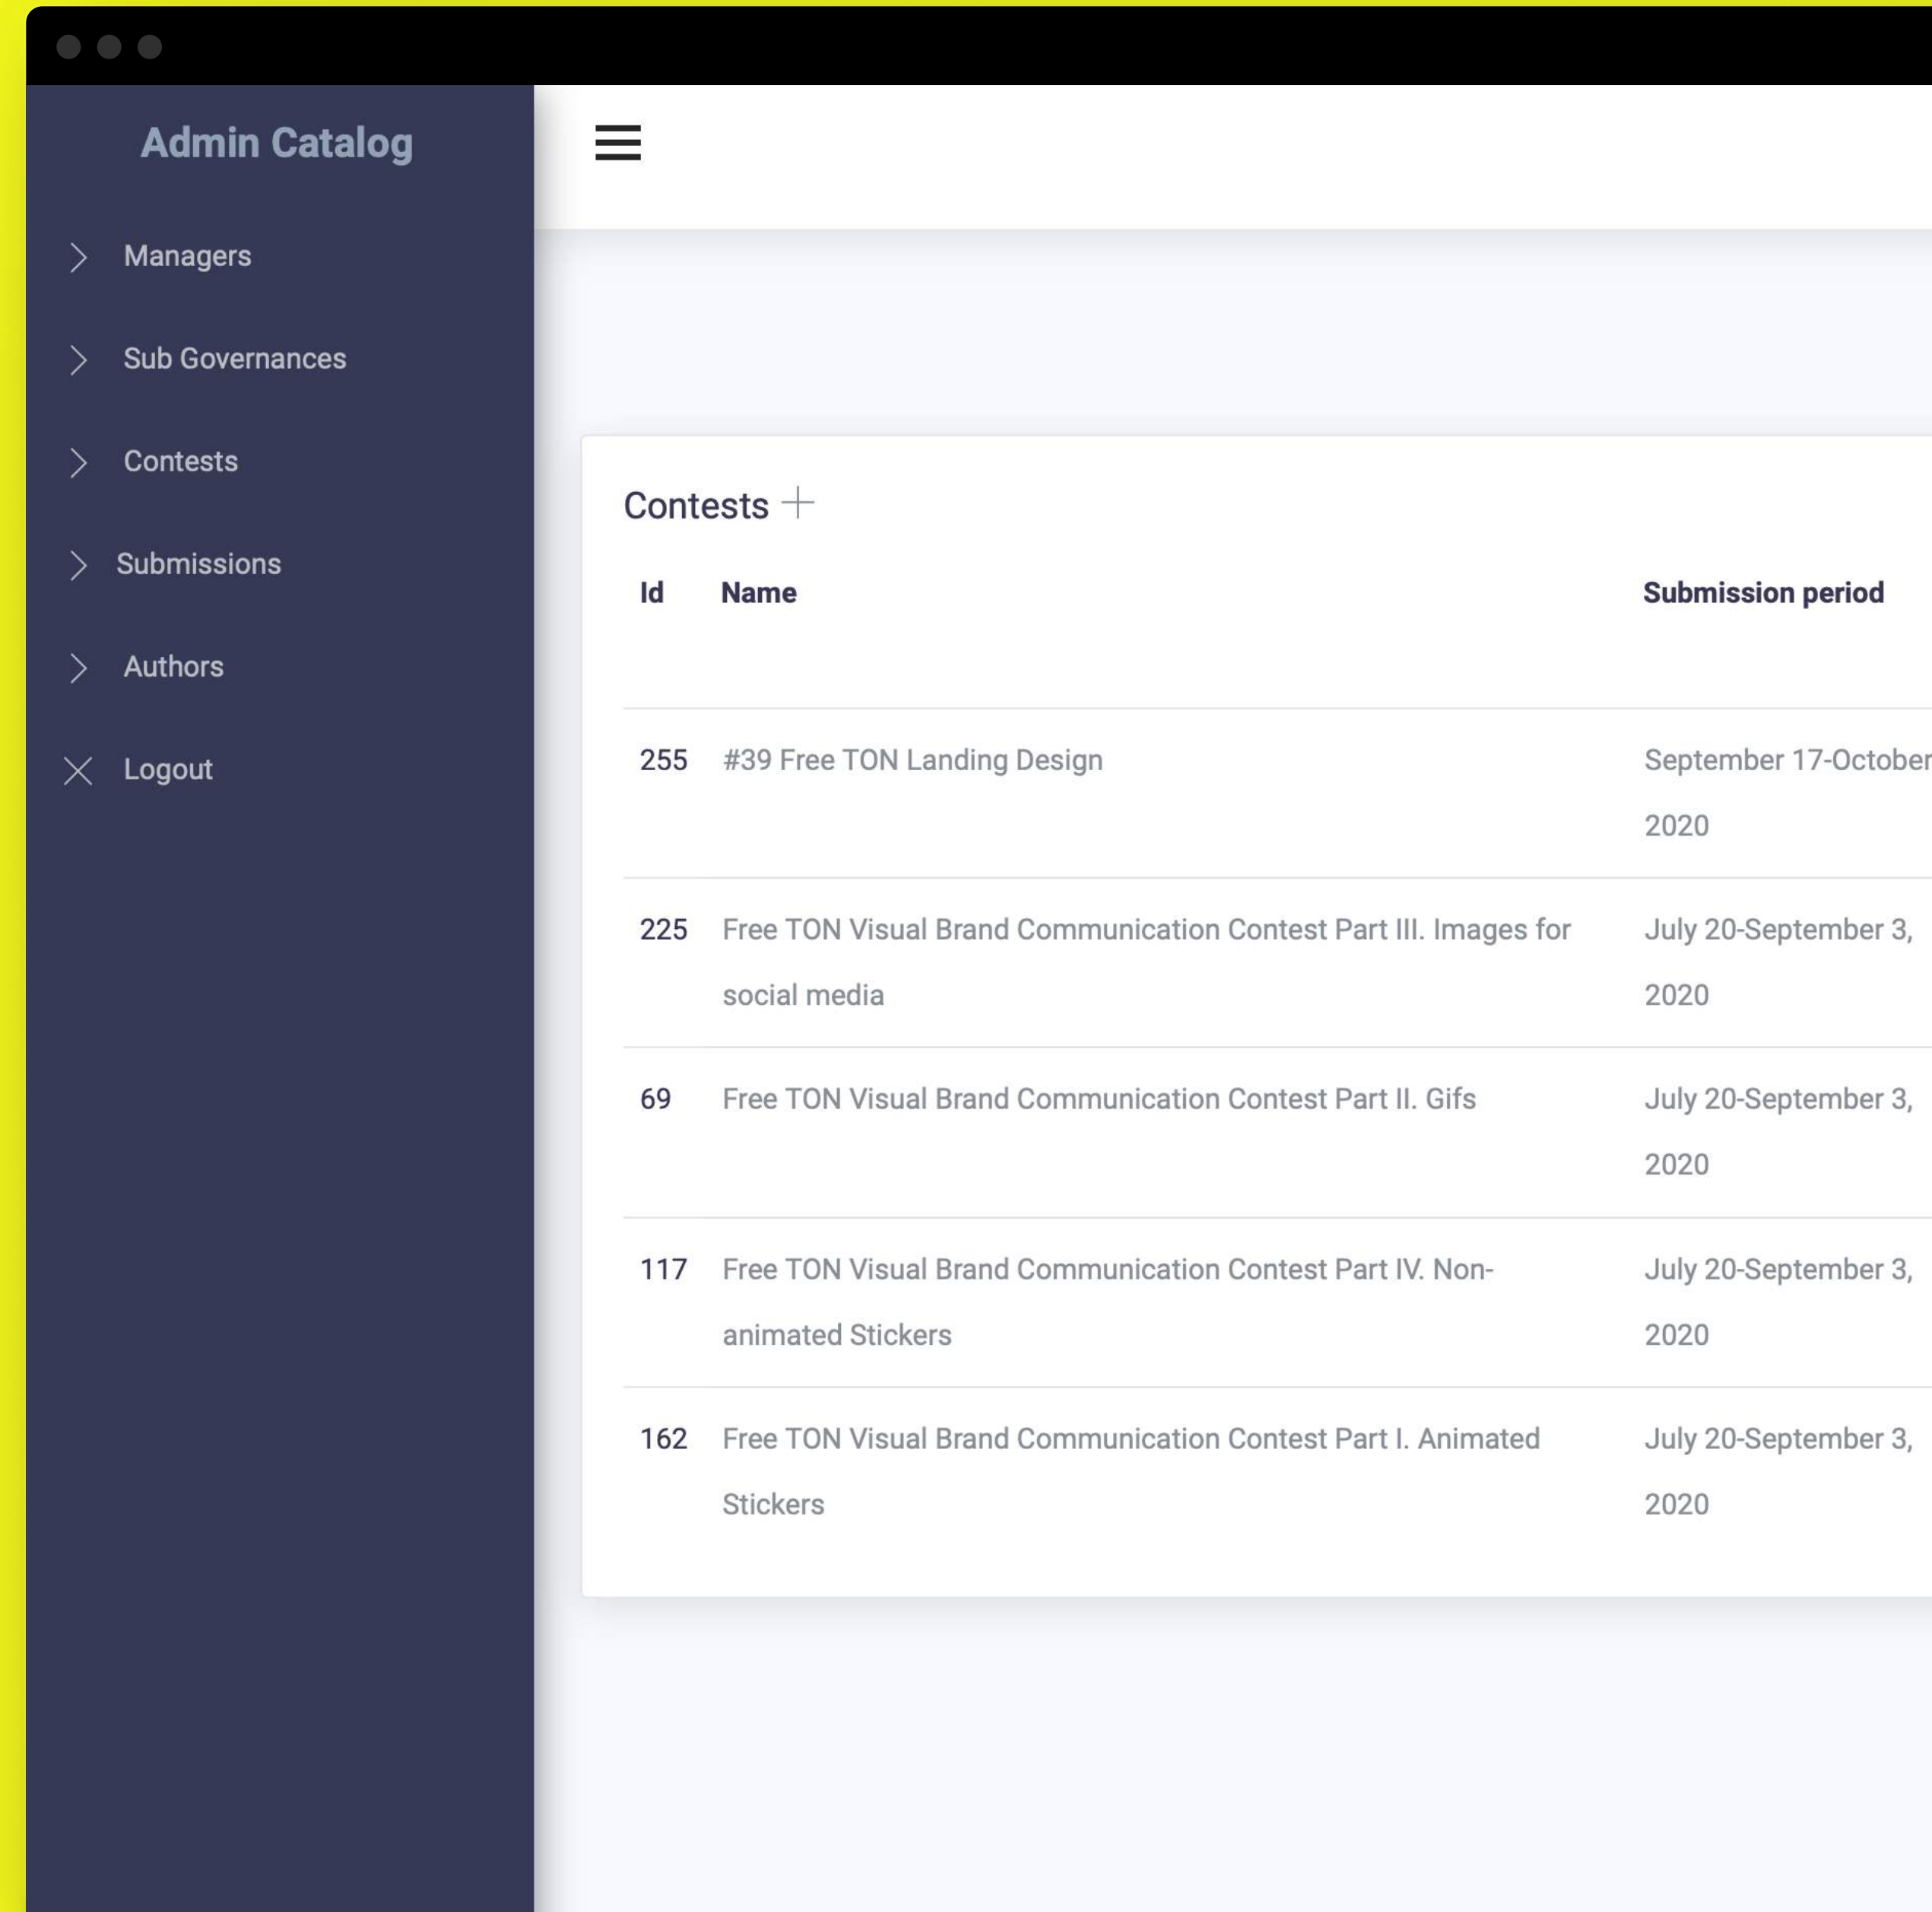 Admin Catalog
Managers
Sub Governances
Contests
Submissions
Authors
Logout
Contests
Id Name Submission period
255 #39 Free TON Landing Design September 17-October
2020
225 Free TON Visual Brand Communication Contest Part III. Images for July 20-September 3,
social media 2020
69 Free TON Visual Brand Communication Contest Part II. Gifs July 20-September 3,
2020
117 Free TON Visual Brand Communication Contest Part IV. Non- July 20-September 3,
animated Stickers 2020
162 Free TON Visual Brand Communication Contest Part I. Animated July 20-September 3,
Stickers 2020